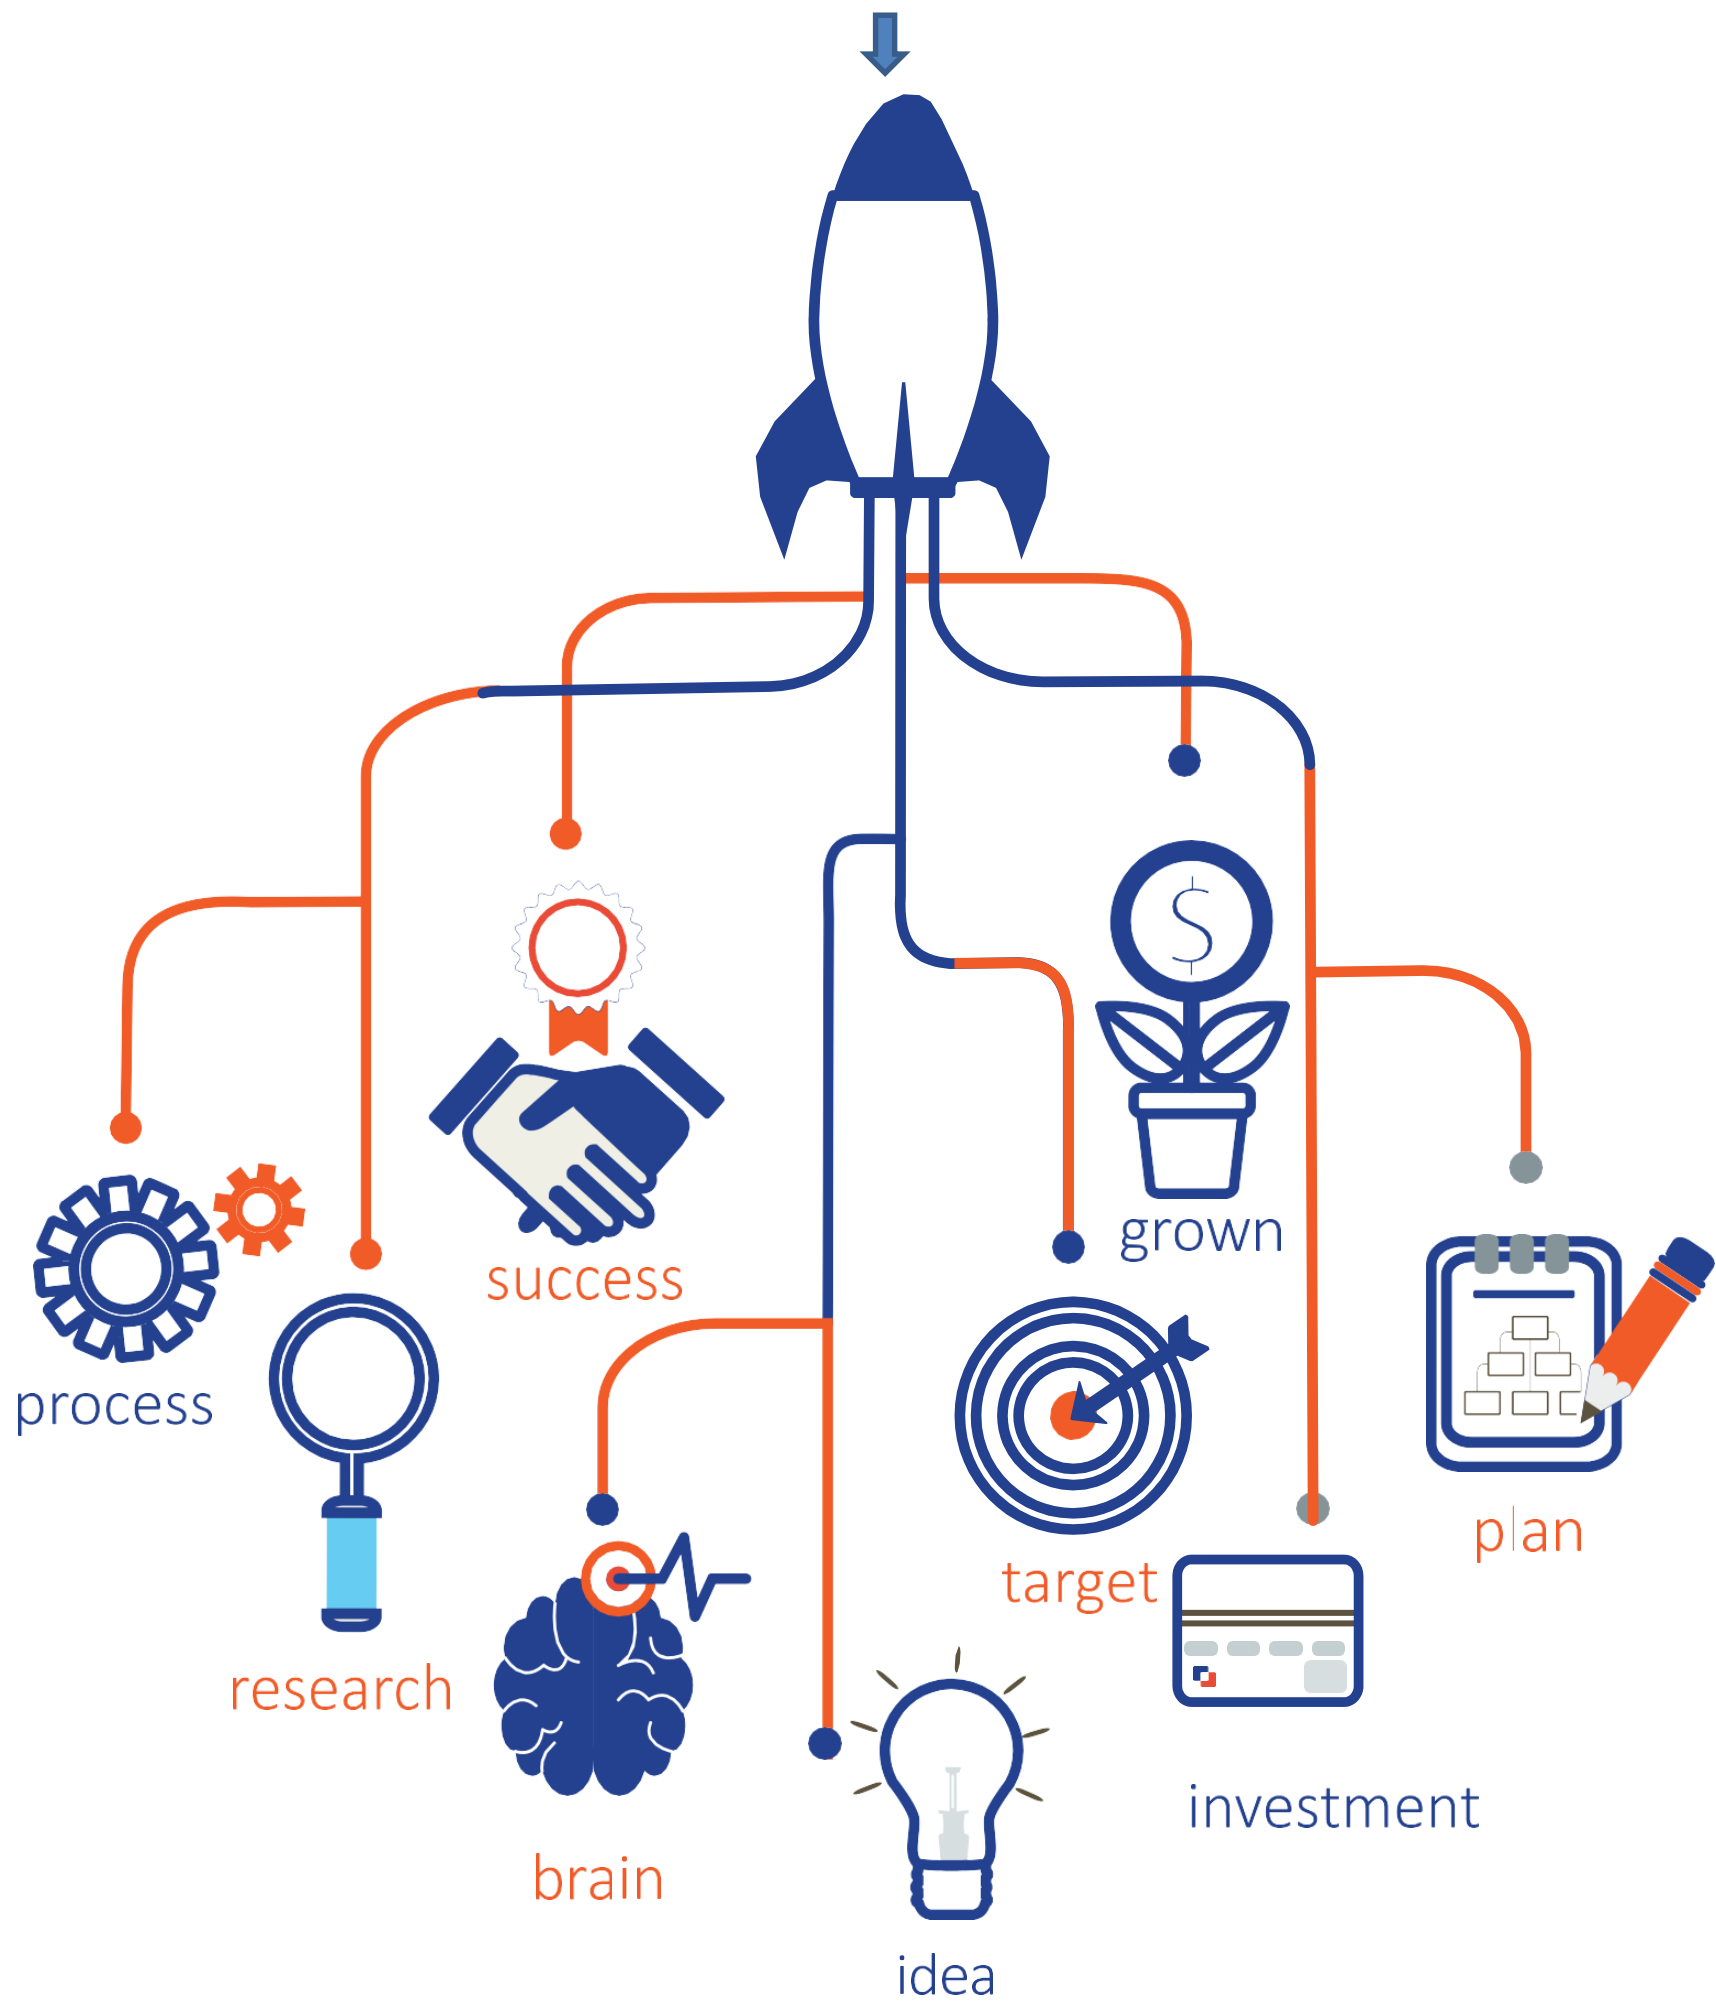 $
grown
success
process
plan
target
research
investment
brain
idea